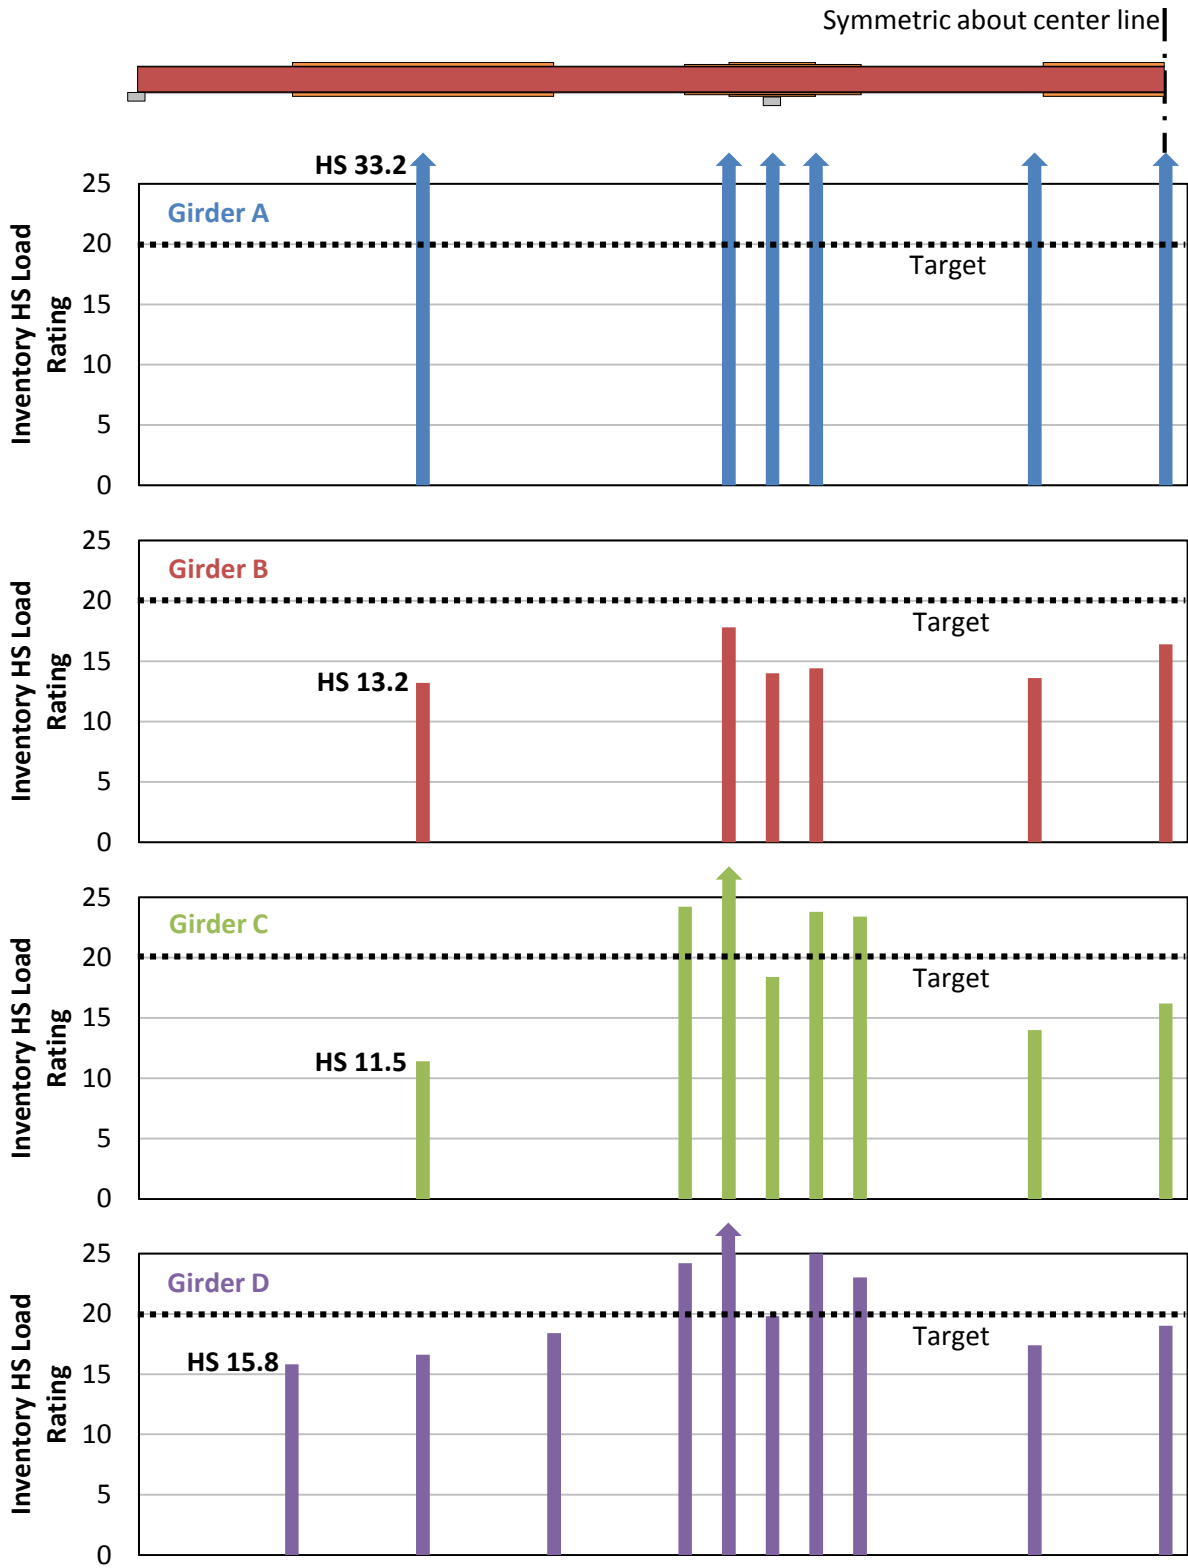 Symmetric about center line
HS 33.2
25
Girder A
20
Target
15
10
5
0
Inventory HS Load
Rating
25
Girder B
20
Target
15
HS 13.2
10
5
0
Inventory HS Load
Rating
25
Girder C
20
Target
15
HS 11.5
10
5
0
Inventory HS Load
Rating
25
Girder D
20
Target
HS 15.8
15
10
5
0
Inventory HS Load
Rating